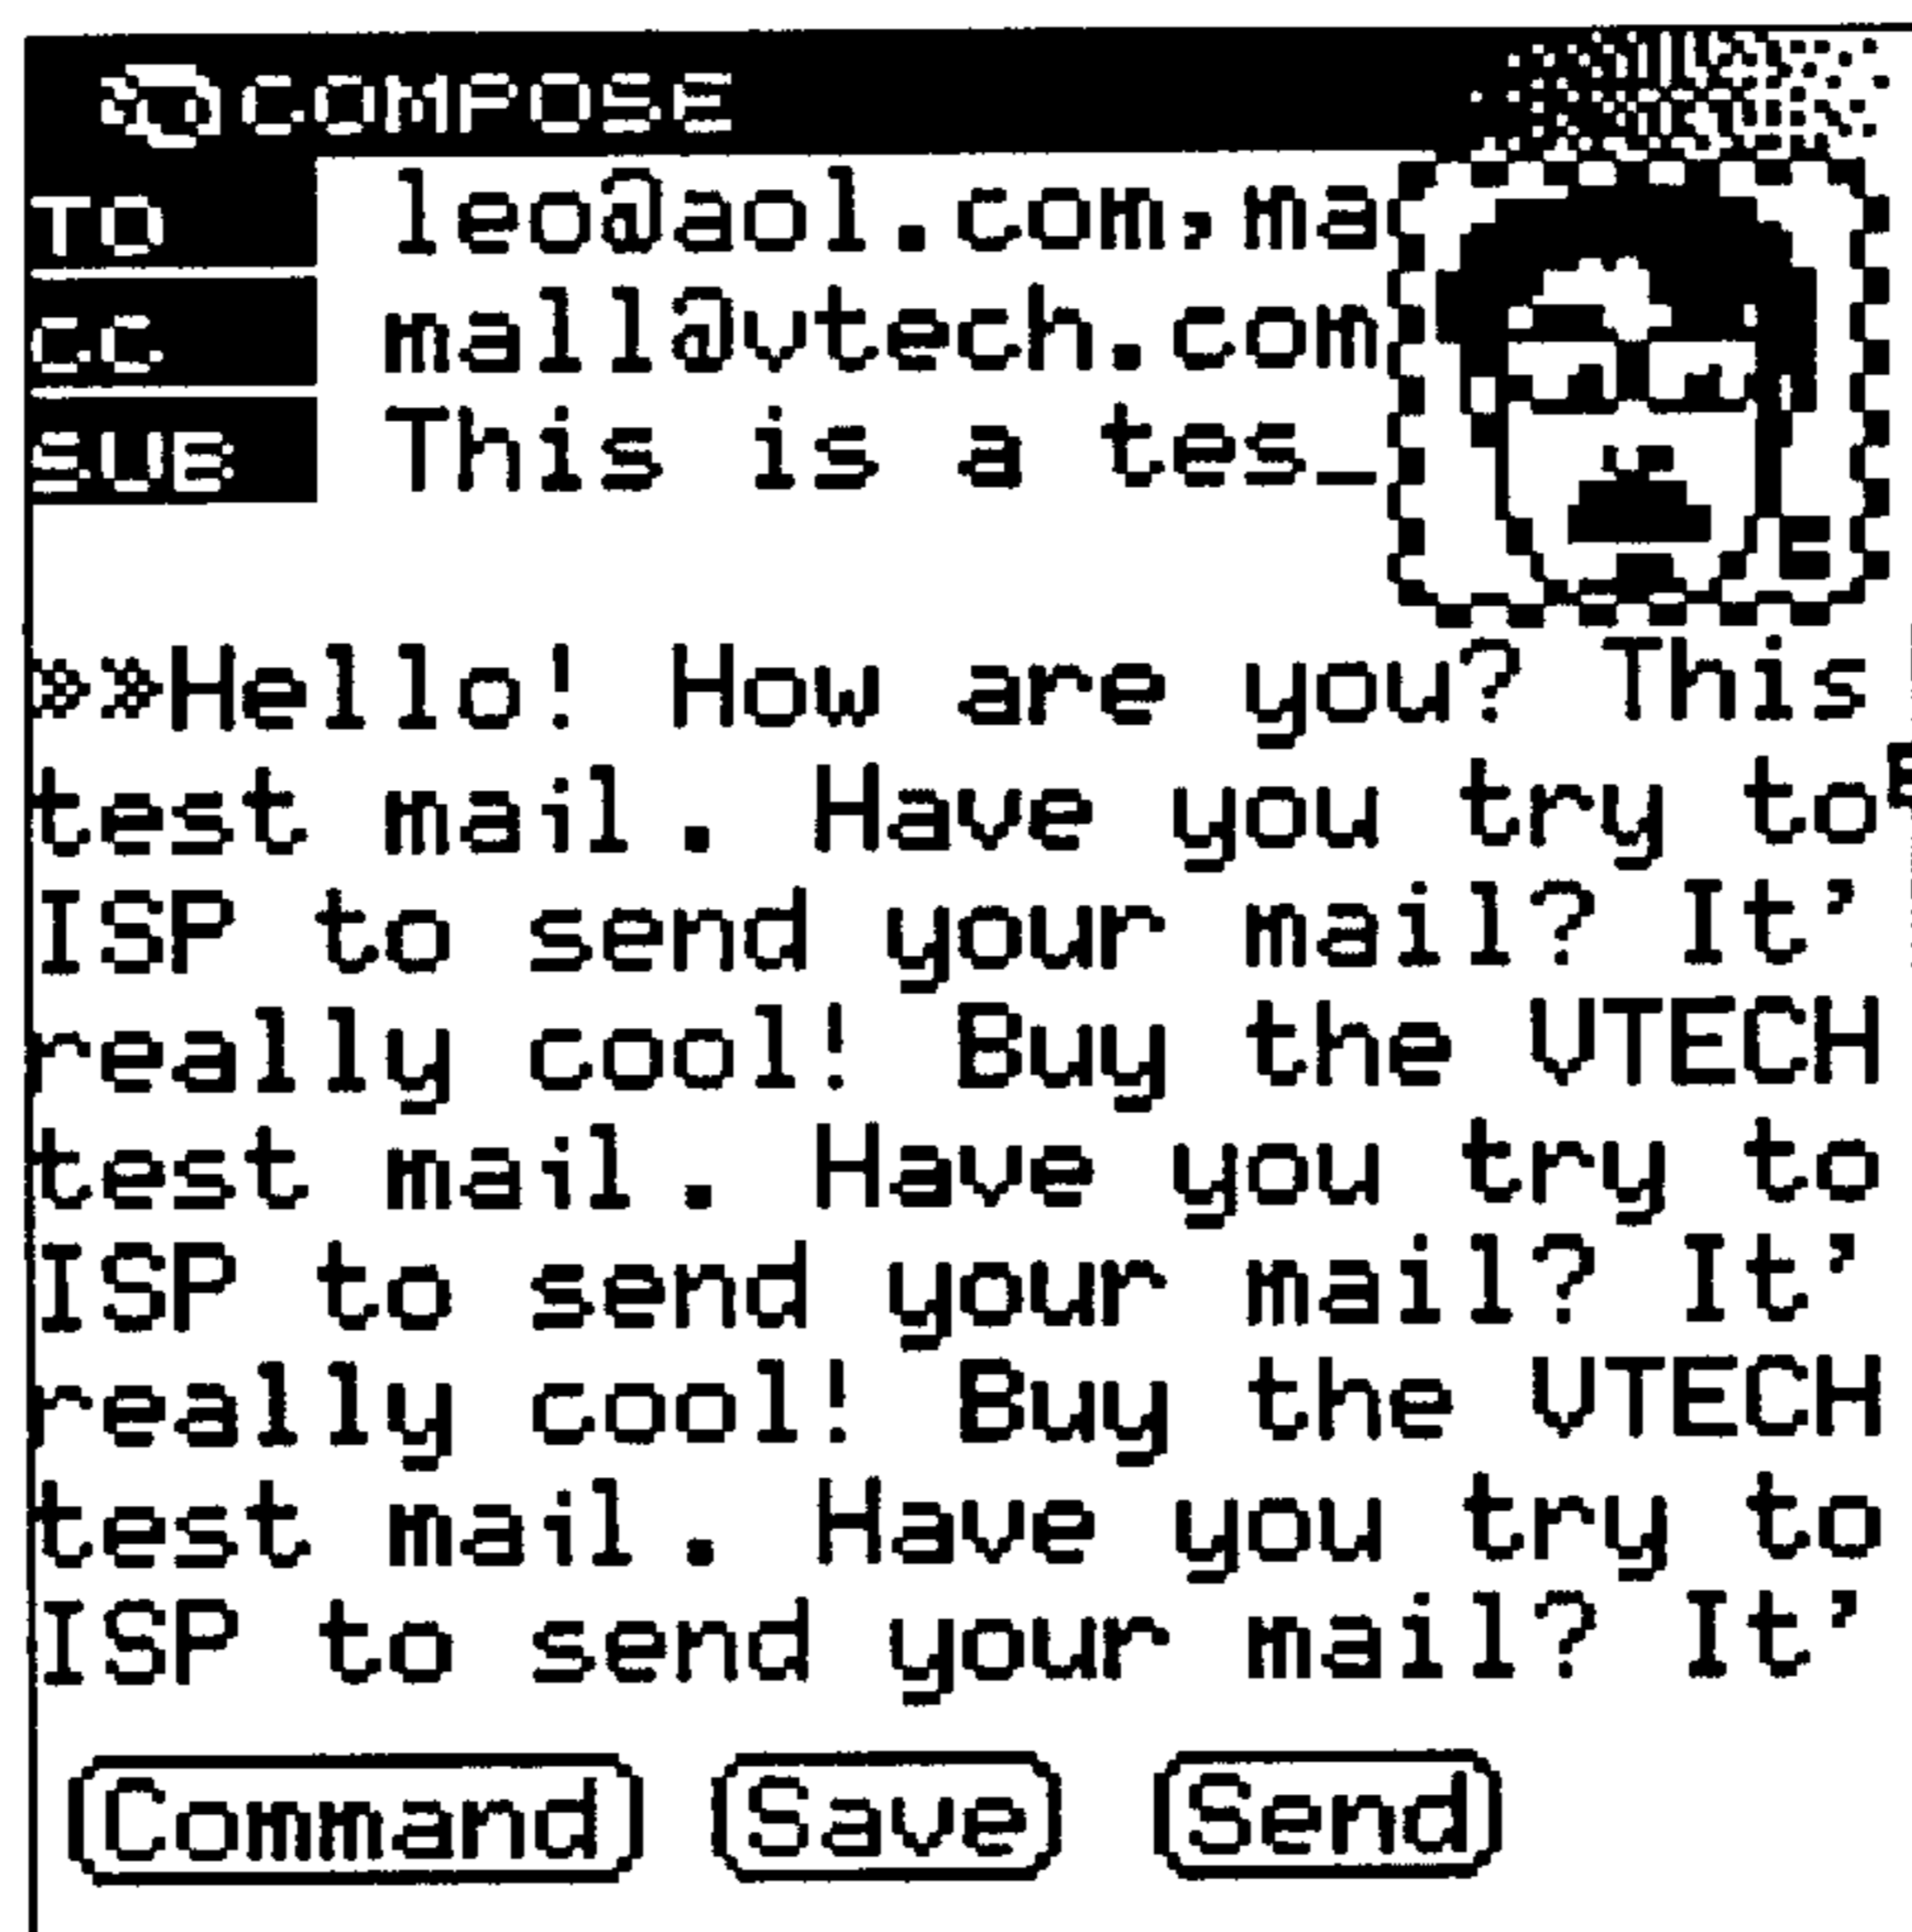 COMPOSE
TO leo@aol.com,ma
CC mall@vtech.com
SUB This is a tes_
»»Hello! How are you? This
test mail. Have you try to
ISP to send your mail? It'
really cool! Buy the VTECH
test mail. Have you try to
ISP to send your mail? It'
really cool! Buy the VTECH
test mail. Have you try to
ISP to send your mail? It'
Command Save Send